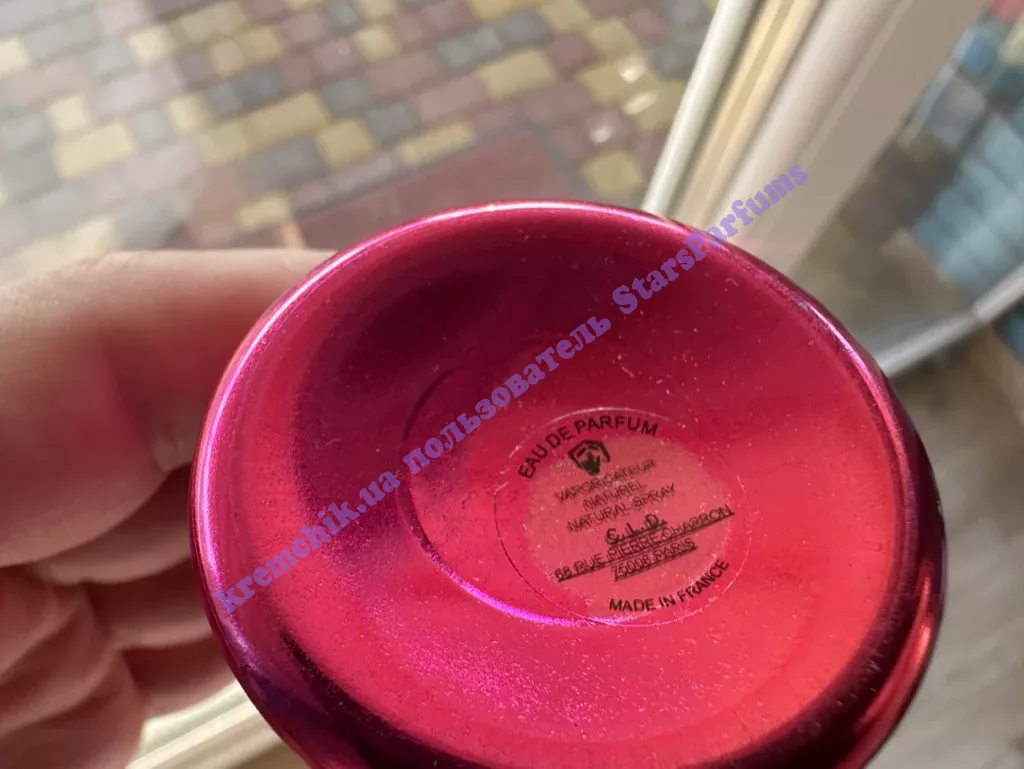 kremchik.ua пользователь StarsParfums
EAU DE PARFUM
VAPORISATEUR
NATUREL
NATURAL SPRAY
C.L.D.
68 RUE PIERRE CHARRON
75008 PARIS
MADE IN FRANCE